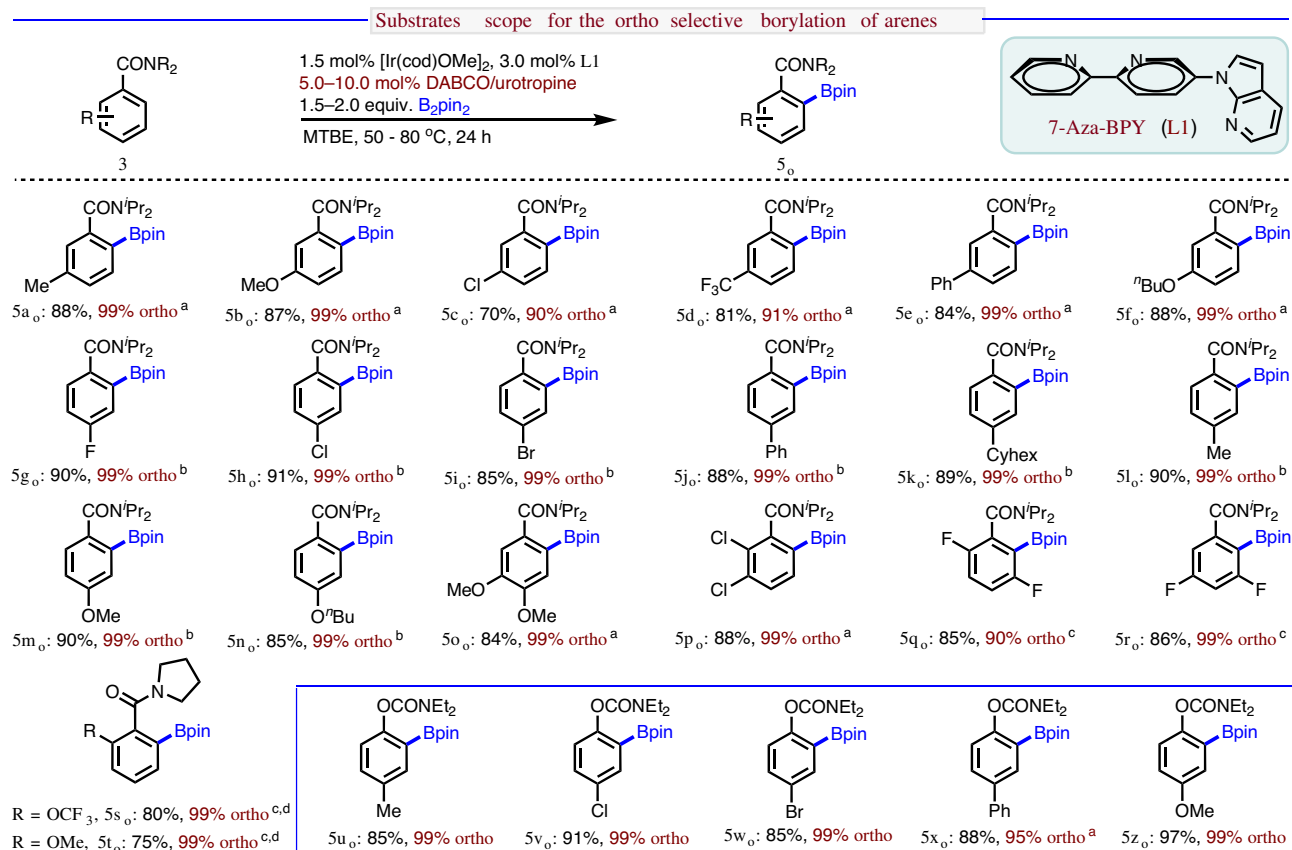 Substrates scope for the ortho selective borylation of arenes
CONR2
R
3
1.5 mol% [Ir(cod)OMe]2, 3.0 mol% L1
5.0–10.0 mol% DABCO/urotropine
1.5–2.0 equiv. B2pin2
MTBE, 50 - 80 oC, 24 h
CONR2
Bpin
R
5o
N N N
N
7-Aza-BPY (L1)
CONiPr2 CONiPr2 CONiPr2 CONiPr2 CONiPr2 CONiPr2
Bpin Bpin Bpin Bpin Bpin Bpin
Me MeO Cl F3C Ph nBuO
5ao: 88%, 99% ortho a 5bo: 87%, 99% ortho a 5co: 70%, 90% ortho a 5do: 81%, 91% ortho a 5eo: 84%, 99% ortho a 5fo: 88%, 99% ortho a
CONiPr2 CONiPr2 CONiPr2 CONiPr2 CONiPr2 CONiPr2
Bpin Bpin Bpin Bpin Bpin Bpin
F Cl Br Ph Cyhex Me
5go: 90%, 99% ortho b 5ho: 91%, 99% ortho b 5io: 85%, 99% ortho b 5jo: 88%, 99% ortho b 5ko: 89%, 99% ortho b 5lo: 90%, 99% ortho b
CONiPr2 CONiPr2 CONiPr2 CONiPr2 CONiPr2 CONiPr2
Bpin Bpin Bpin Cl Bpin F Bpin Bpin
OMe OnBu MeO OMe Cl F F F
5mo: 90%, 99% ortho b 5no: 85%, 99% ortho b 5oo: 84%, 99% ortho a 5po: 88%, 99% ortho a 5qo: 85%, 90% ortho c 5ro: 86%, 99% ortho c
O N
R Bpin
R = OCF3, 5so: 80%, 99% ortho c,d
R = OMe, 5to: 75%, 99% ortho c,d
OCONEt2 OCONEt2 OCONEt2 OCONEt2 OCONEt2
Bpin Bpin Bpin Bpin Bpin
Me Cl Br Ph OMe
5uo: 85%, 99% ortho 5vo: 91%, 99% ortho 5wo: 85%, 99% ortho 5xo: 88%, 95% ortho a 5zo: 97%, 99% ortho